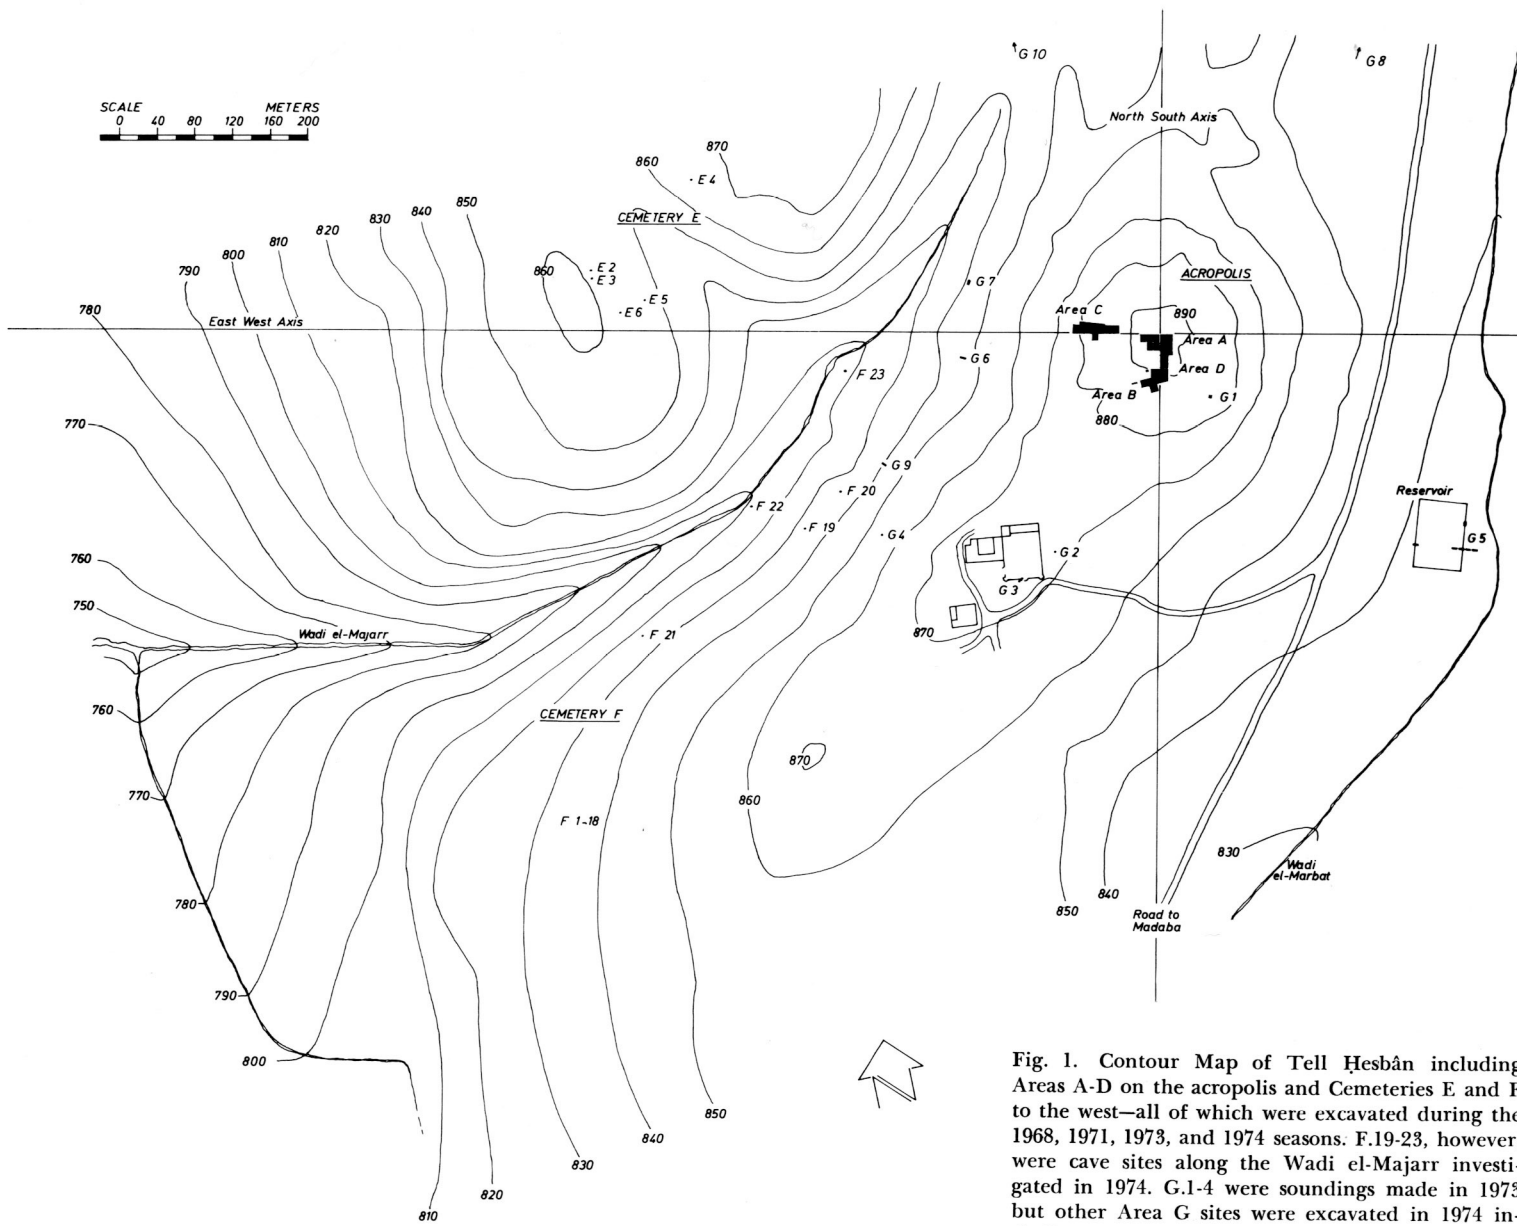 G 10
G 8
SCALE METERS
0 40 80 120 160 200
North South Axis
870
860
E 4
CEMETERY E
850
840
830
820
810
800
790
780
860
E 2
E 3
E 5
E 6
G 7
ACROPOLIS
East West Axis
Area C
890
Area A
G 6
F 23
Area D
Area B
G 1
880
770
G 9
F 20
Reservoir
F 22
F 19
G 4
G 5
G 2
760
G 3
750
Wadi el-Majarr
F 21
870
760
CEMETERY F
870
770
860
F 1-18
830
Wadi
el-Marbat
780
840
850
Road to
Madaba
790
800
850
840
830
820
810
Fig. 1. Contour Map of Tell Ḥesbân including
Areas A-D on the acropolis and Cemeteries E and F
to the west—all of which were excavated during the
1968, 1971, 1973, and 1974 seasons. F.19-23, however
were cave sites along the Wadi el-Majarr investi-
gated in 1974. G.1-4 were soundings made in 1973
but other Area G sites were excavated in 1974 in-